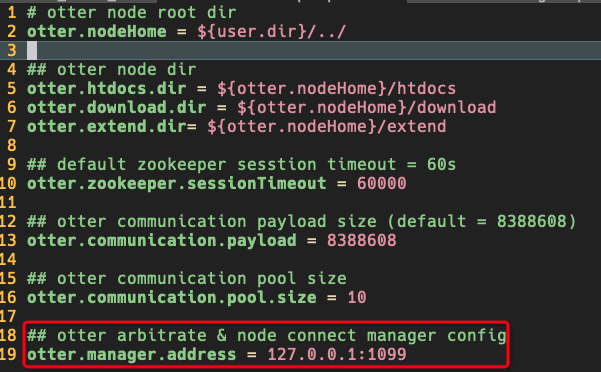 1 # otter node root dir
2 otter.nodeHome = ${user.dir}/../
3
4 ## otter node dir
5 otter.htdocs.dir = ${otter.nodeHome}/htdocs
6 otter.download.dir = ${otter.nodeHome}/download
7 otter.extend.dir= ${otter.nodeHome}/extend
8
9 ## default zookeeper sesstion timeout = 60s
10 otter.zookeeper.sessionTimeout = 60000
11
12 ## otter communication payload size (default = 8388608)
13 otter.communication.payload = 8388608
14
15 ## otter communication pool size
16 otter.communication.pool.size = 10
17
18 ## otter arbitrate & node connect manager config
19 otter.manager.address = 127.0.0.1:1099